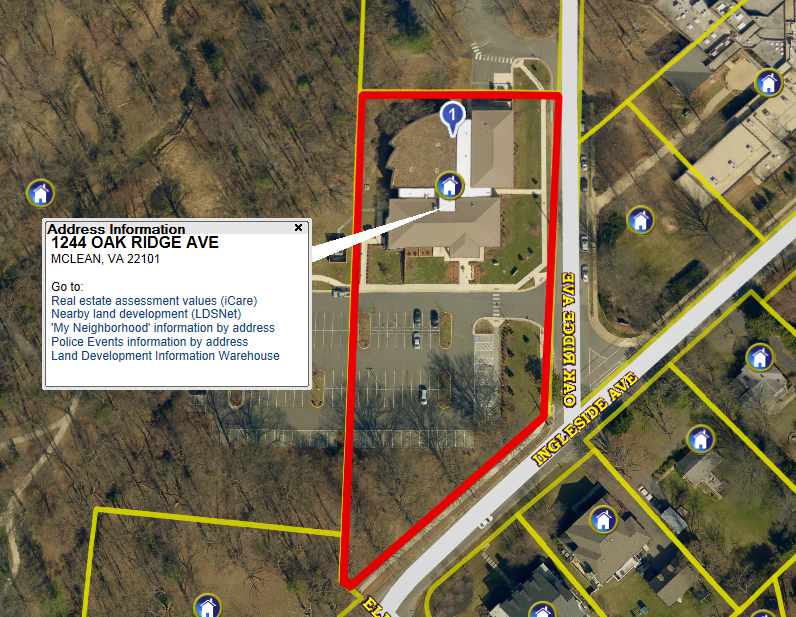 1
Address Information
1244 OAK RIDGE AVE
MCLEAN, VA 22101
Go to:
Real estate assessment values (iCare)
Nearby land development (LDSNet)
'My Neighborhood' information by address
Police Events information by address
Land Development Information Warehouse
OAK RIDGE AVE
INGLESIDE AVE